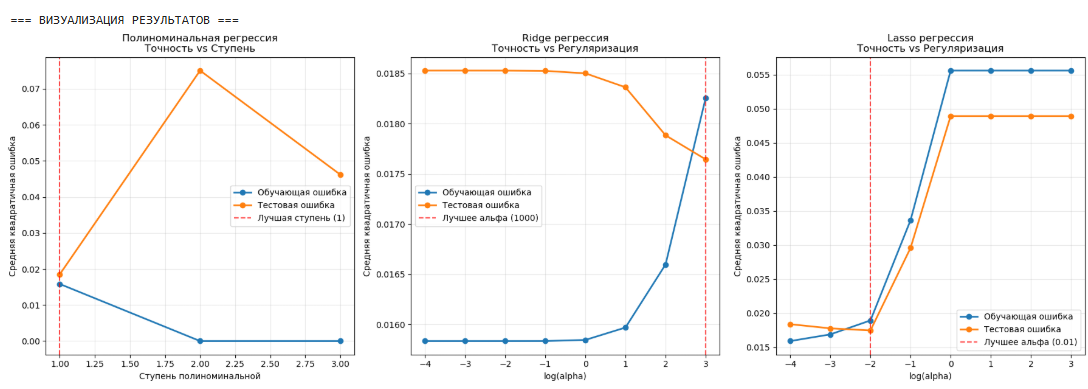 === ВИЗУАЛИЗАЦИЯ РЕЗУЛЬТАТОВ ===
Полиноминальная регрессия
Точность vs Ступень
Средняя квадратичная ошибка
0.07
0.06
0.05
0.04
0.03
0.02
0.01
0.00
Обучающая ошибка
Тестовая ошибка
Лучшая ступень (1)
1.00 1.25 1.50 1.75 2.00 2.25 2.50 2.75 3.00
Ступень полиноминальной
Ridge регрессия
Точность vs Регуляризация
Средняя квадратичная ошибка
0.0185
0.0180
0.0175
0.0170
0.0165
0.0160
Обучающая ошибка
Тестовая ошибка
Лучшее альфа (1000)
−4 −3 −2 −1 0 1 2 3
log(alpha)
Lasso регрессия
Точность vs Регуляризация
Средняя квадратичная ошибка
0.055
0.050
0.045
0.040
0.035
0.030
0.025
0.020
0.015
Обучающая ошибка
Тестовая ошибка
Лучшее альфа (0.01)
−4 −3 −2 −1 0 1 2 3
log(alpha)